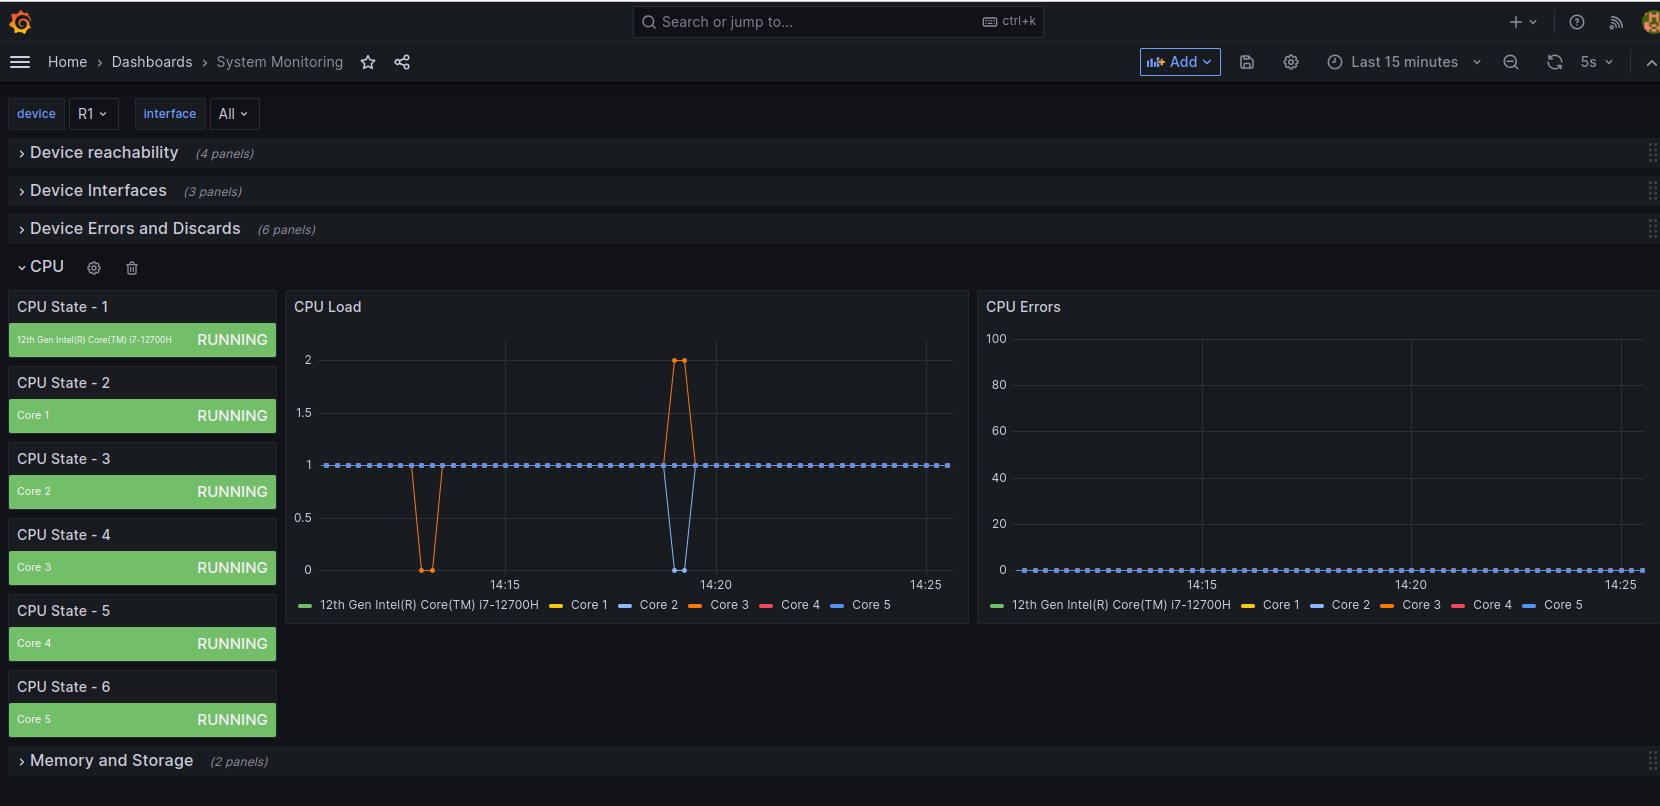 Search or jump to... ctrl+k
Home › Dashboards › System Monitoring Add Last 15 minutes 5s
device R1 interface All
Device reachability (4 panels)
Device Interfaces (3 panels)
Device Errors and Discards (6 panels)
CPU
CPU State - 1
12th Gen Intel(R) Core(TM) i7-12700H RUNNING
CPU State - 2
Core 1 RUNNING
CPU State - 3
Core 2 RUNNING
CPU State - 4
Core 3 RUNNING
CPU State - 5
Core 4 RUNNING
CPU State - 6
Core 5 RUNNING
CPU Load
2
1.5
1
0.5
0
14:15 14:20 14:25
12th Gen Intel(R) Core(TM) i7-12700H Core 1 Core 2 Core 3 Core 4 Core 5
CPU Errors
100
80
60
40
20
0
14:15 14:20 14:25
12th Gen Intel(R) Core(TM) i7-12700H Core 1 Core 2 Core 3 Core 4 Core 5
Memory and Storage (2 panels)